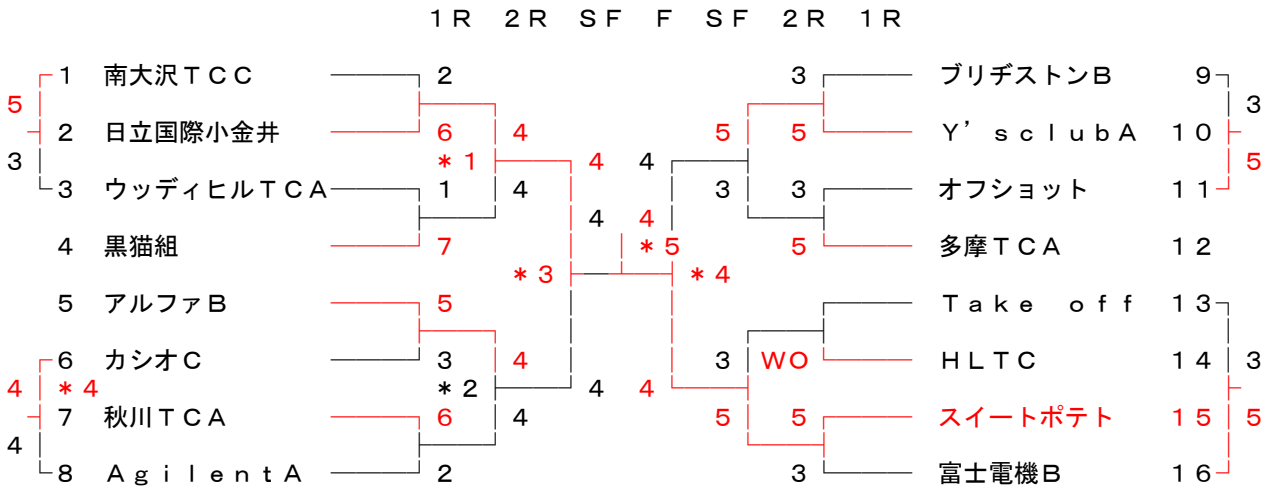 １Ｒ ２Ｒ ＳＦ Ｆ ＳＦ ２Ｒ １Ｒ
1 南大沢ＴＣＣ 2 3 ブリヂストンＢ 9
5 3
2 日立国際小金井 6 4 5 5 Ｙ’ｓｃｌｕｂＡ １０
3 ＊１ 4 4 5
3 ウッディヒルＴＣＡ 1 4 3 3 オフショット １１
4 4
4 黒猫組 7 ＊５ 5 多摩ＴＣＡ １２
＊３ ＊４
5 アルファＢ 5 Ｔａｋｅ ｏｆｆ １３
6 カシオＣ 3 4 3 ＷＯ ＨＬＴＣ １４ 3
4 ＊４ ＊２ 4 4
7 秋川ＴＣＡ 6 4 5 5 スイートポテト １５ 5
4
8 ＡｇｉｌｅｎｔＡ 2 3 富士電機Ｂ １６